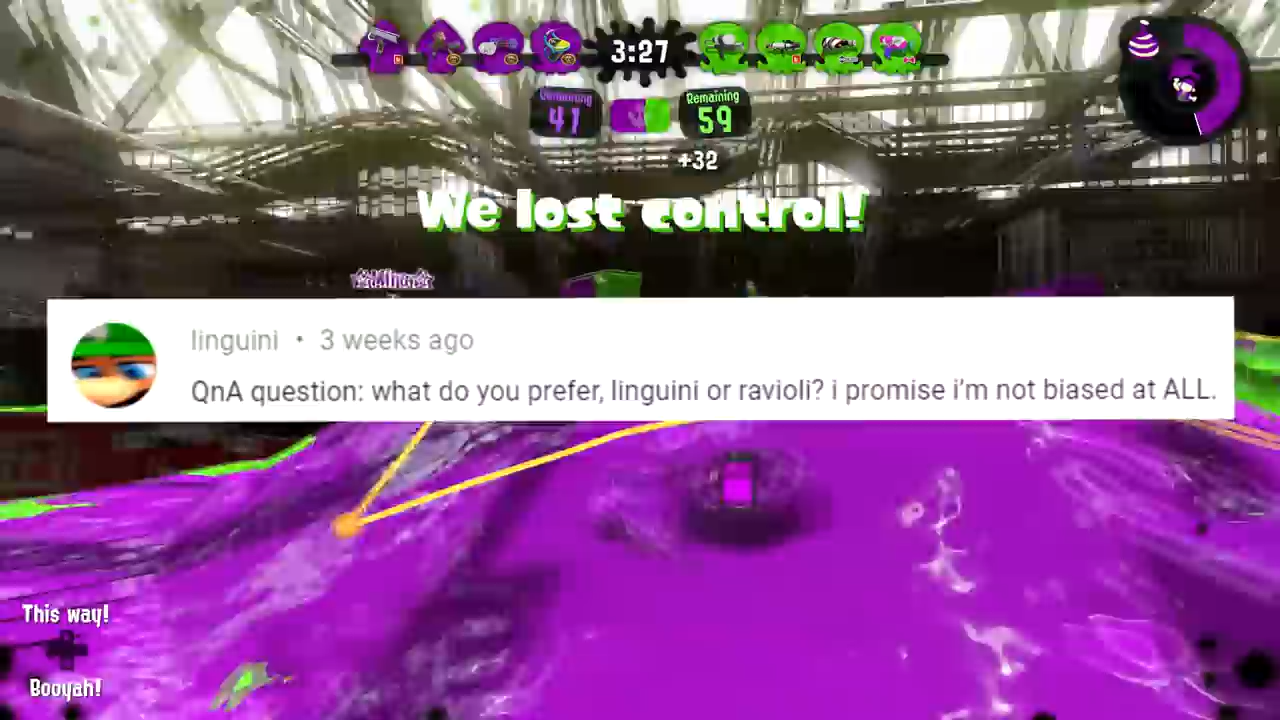 3:27
Remaining
Remaining
41
59
+32
We lost control!
linguini • 3 weeks ago
QnA question: what do you prefer, linguini or ravioli? i promise i'm not biased at ALL.
This way!
Booyah!